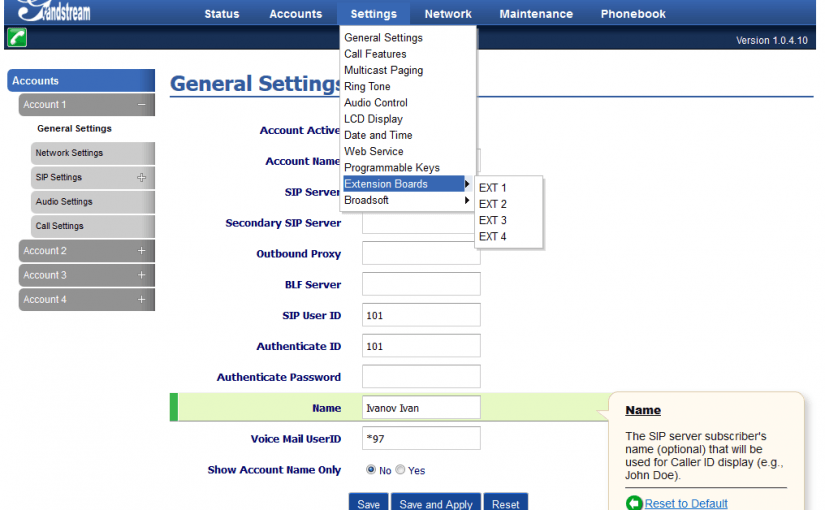 Grandstream
Status Accounts Settings Network Maintenance Phonebook
Version 1.0.4.10
General Settings
Call Features
Multicast Paging
Ring Tone
Audio Control
LCD Display
Date and Time
Web Service
Programmable Keys
Extension Boards
Broadsoft
EXT 1
EXT 2
EXT 3
EXT 4
Accounts
Account 1
General Settings
Network Settings
SIP Settings
Audio Settings
Call Settings
Account 2
Account 3
Account 4
General Settings
Account Active
Account Name
SIP Server
Secondary SIP Server
Outbound Proxy
BLF Server
SIP User ID 101
Authenticate ID 101
Authenticate Password
Name Ivanov Ivan
Voice Mail UserID *97
Show Account Name Only No Yes
Save Save and Apply Reset
Name
The SIP server subscriber's
name (optional) that will be
used for Caller ID display (e.g.,
John Doe).
Reset to Default